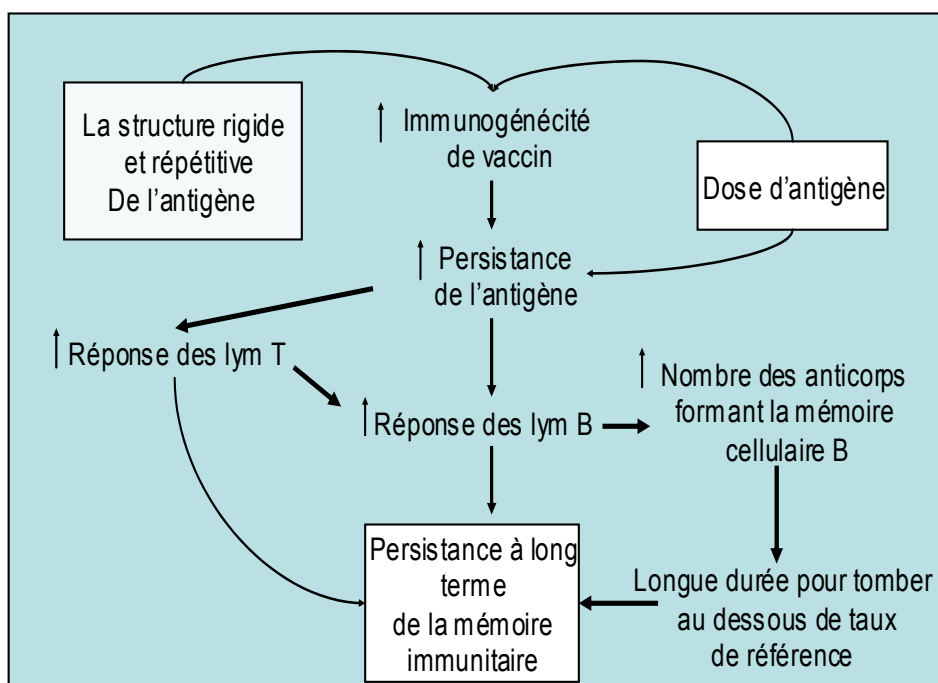 La structure rigide
et répétitive
De l'antigène
Immunogénécité
de vaccin
Dose d'antigène
Persistance
de l'antigène
Réponse des lym T
Réponse des lym B
Nombre des anticorps
formant la mémoire
cellulaire B
Persistance à long
terme
de la mémoire
immunitaire
Longue durée pour tomber
au dessous de taux
de référence